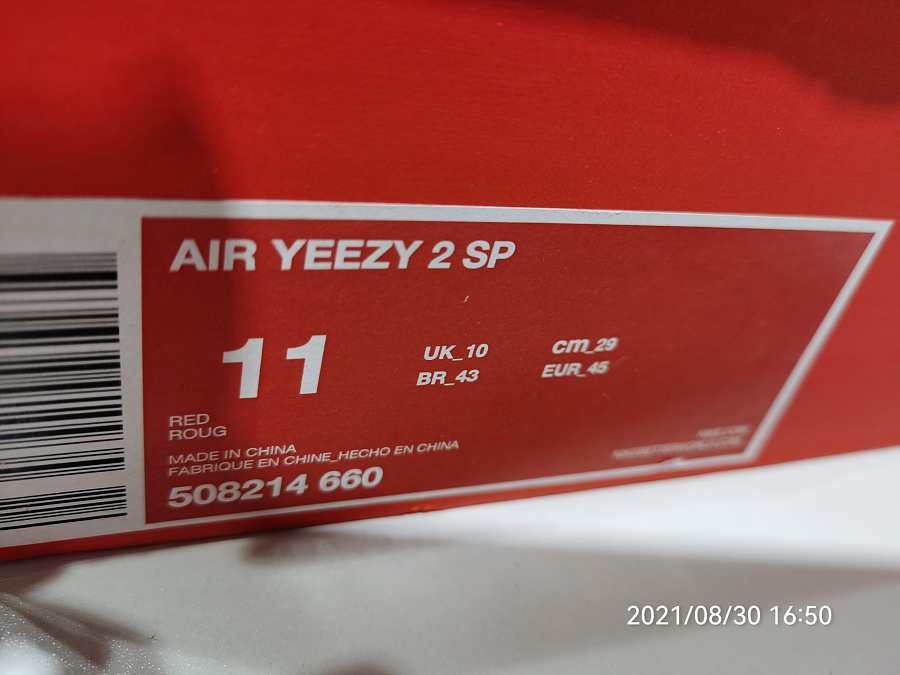 AIR YEEZY 2 SP
11
UK_10
cm_29
BR_43
EUR_45
RED
ROUG
MADE IN CHINA
FABRIQUE EN CHINE_HECHO EN CHINA
508214 660
2021/08/30 16:50